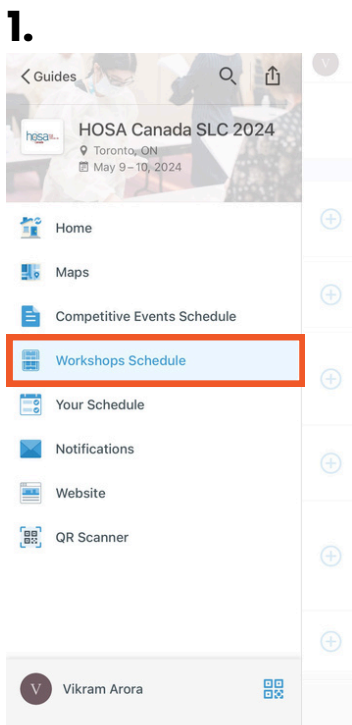 1.
Guides
hosa
HOSA Canada SLC 2024
Toronto, ON
May 9–10, 2024
Home
Maps
Competitive Events Schedule
Workshops Schedule
Your Schedule
Notifications
Website
QR Scanner
V
Vikram Arora
V